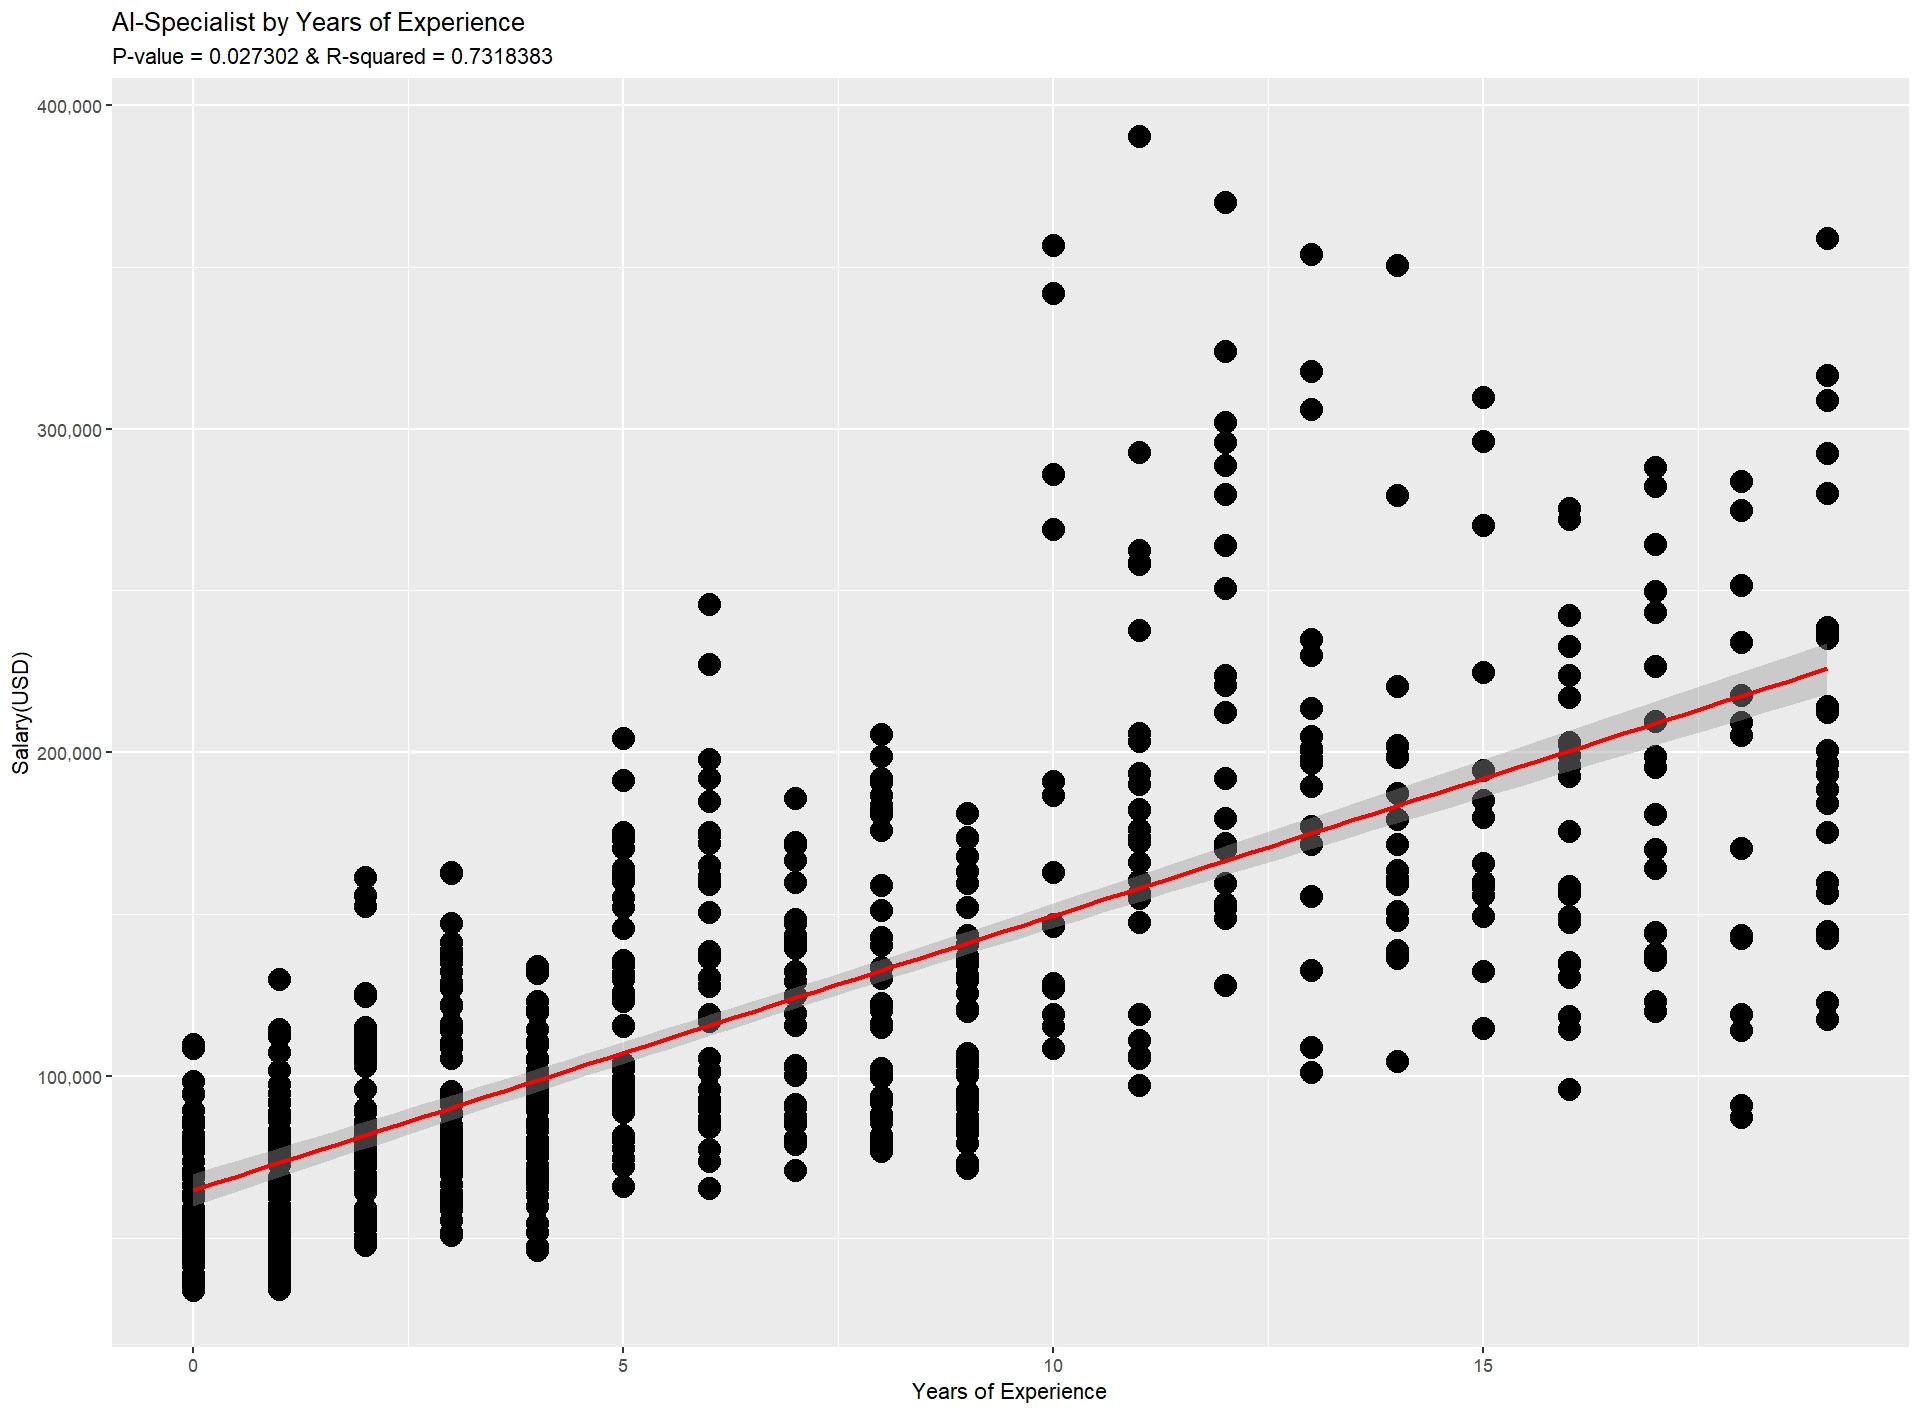 AI-Specialist by Years of Experience
P-value = 0.027302 & R-squared = 0.7318383
400,000
300,000
200,000
100,000
Salary(USD)
0 5 10 15
Years of Experience